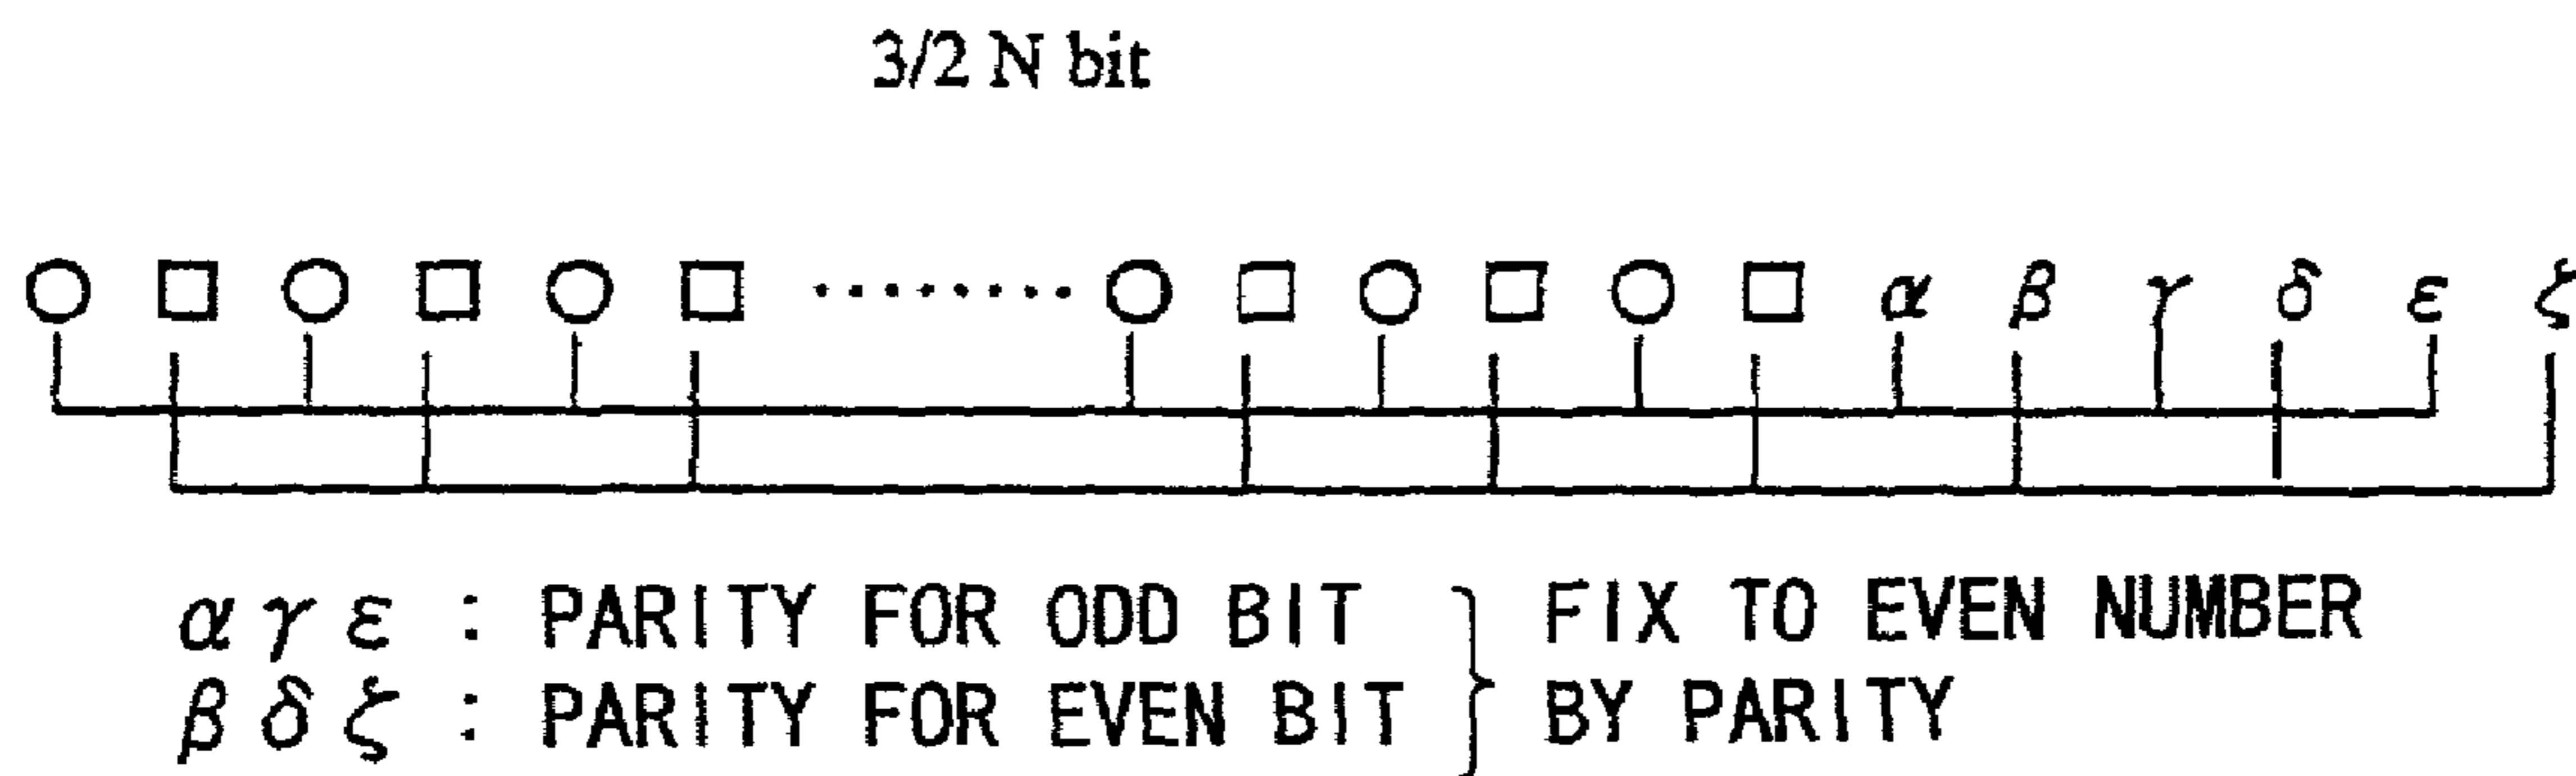 3/2 N bit
○ □ ○ □ ○ □ ........ ○ □ ○ □ ○ □ α β γ δ ε ζ
α γ ε : PARITY FOR ODD BIT } FIX TO EVEN NUMBER
β δ ζ : PARITY FOR EVEN BIT } BY PARITY